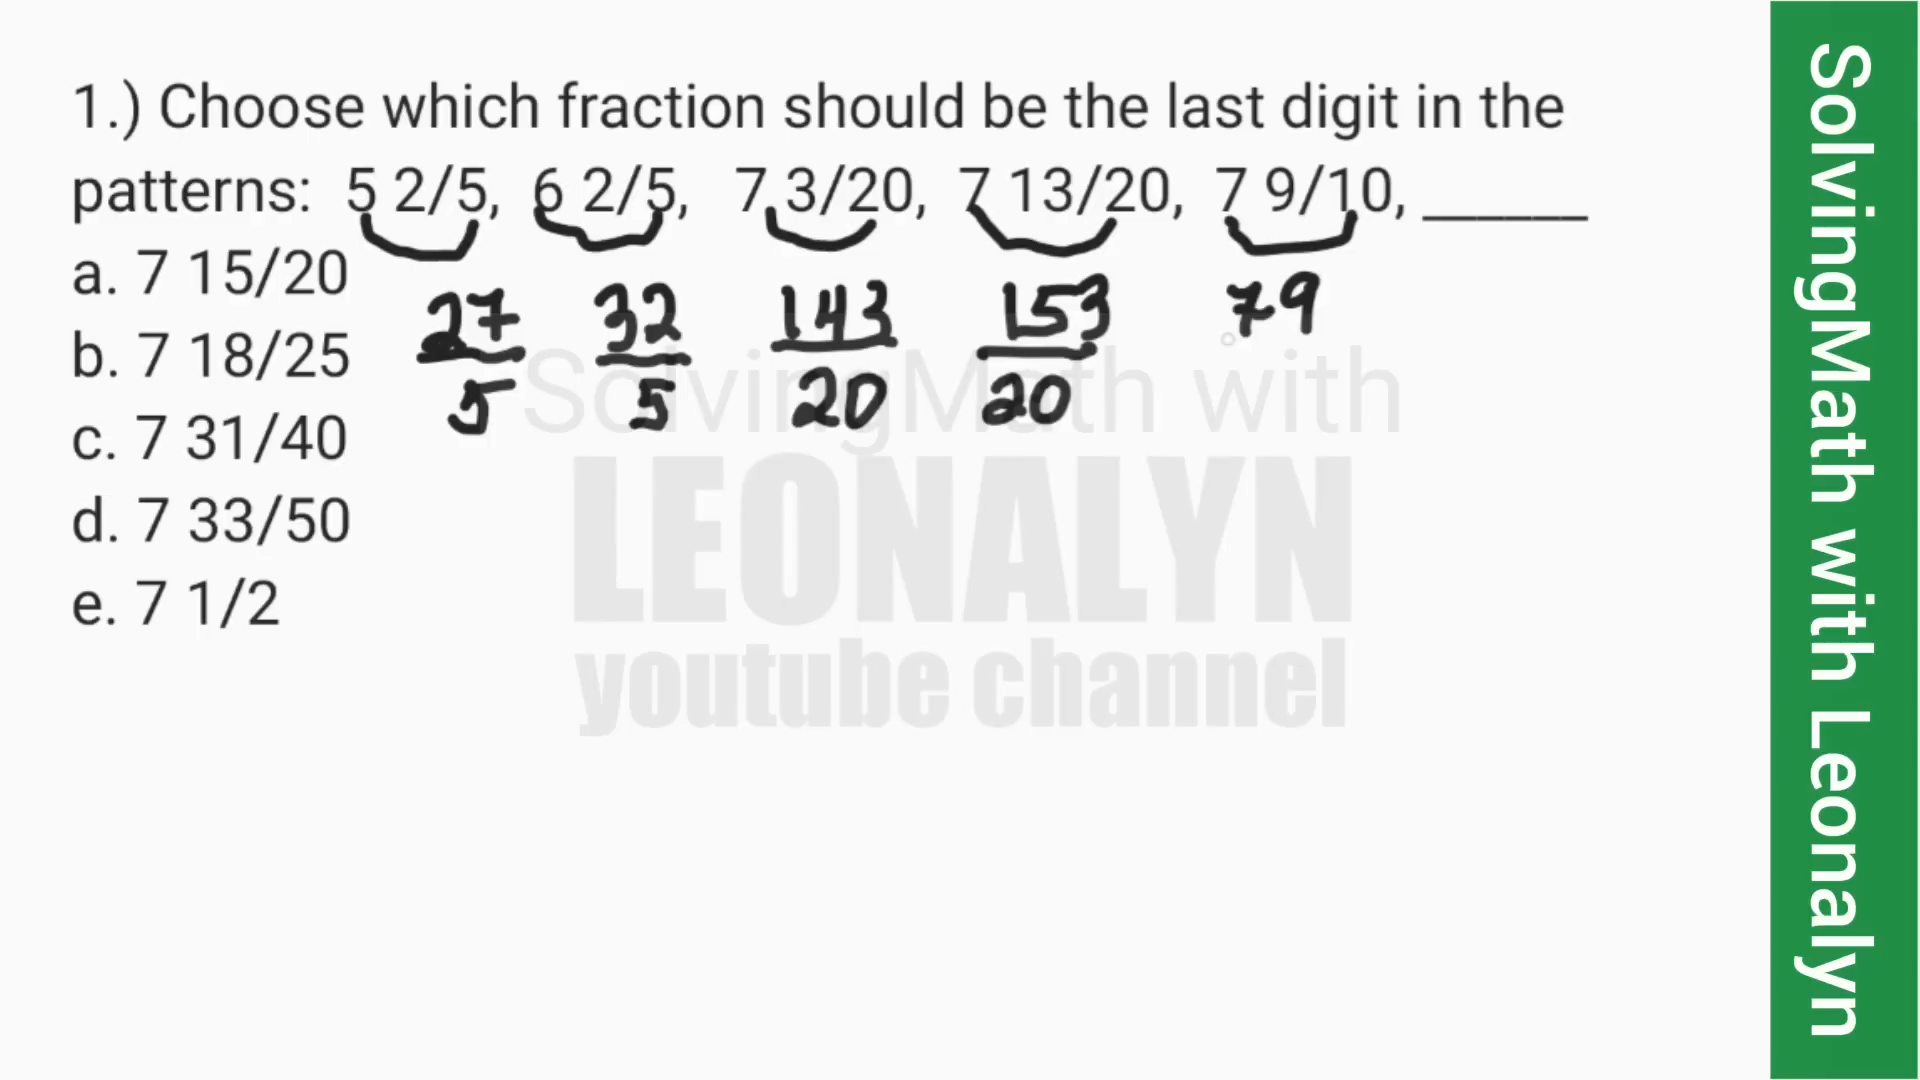 1.) Choose which fraction should be the last digit in the
patterns: 5 2/5, 6 2/5, 7 3/20, 7 13/20, 7 9/10, ______
a. 7 15/20
b. 7 18/25
c. 7 31/40
d. 7 33/50
e. 7 1/2
27 32 143 153 79
5 5 20 20
SolvingMath with
LEONALYN
youtube channel
SolvingMath with Leonalyn